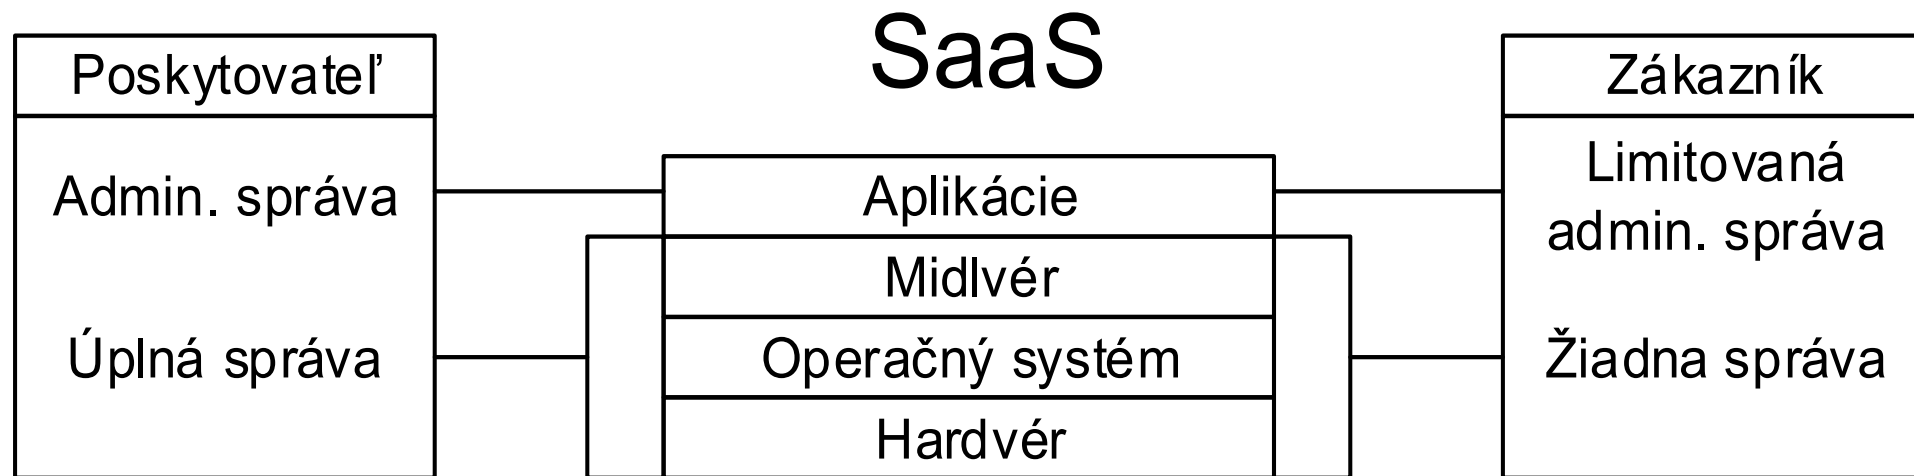 SaaS
Poskytovateľ
Admin. správa
Úplná správa
Aplikácie
Midlvér
Operačný systém
Hardvér
Zákazník
Limitovaná
admin. správa
Žiadna správa